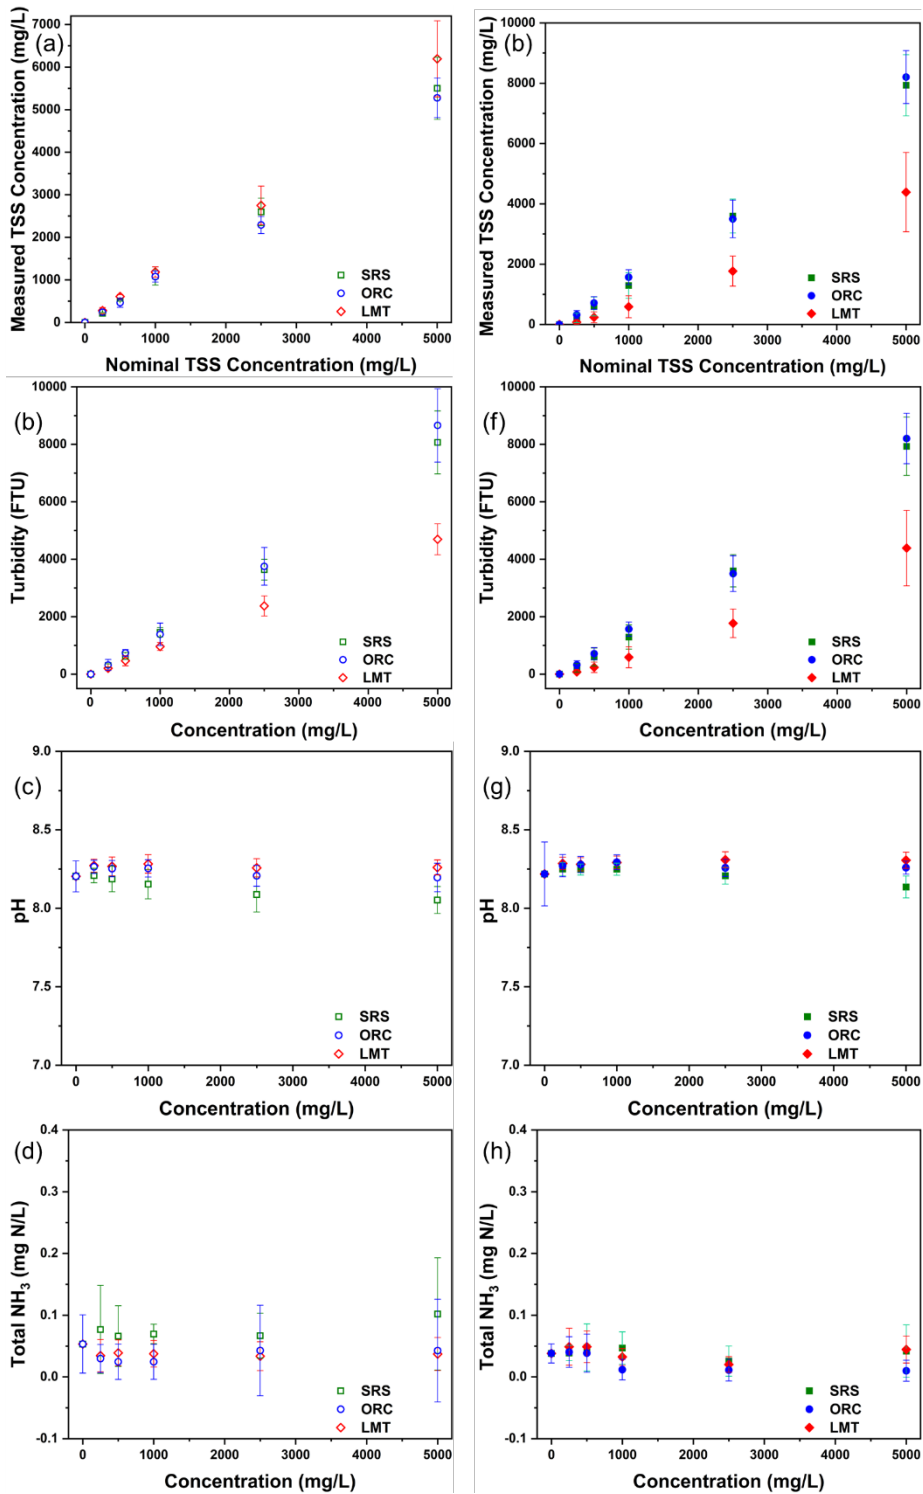 (a)
Measured TSS Concentration (mg/L)
7000
6000
5000
4000
3000
2000
1000
0
SRS
ORC
LMT
0 1000 2000 3000 4000 5000
Nominal TSS Concentration (mg/L)
(b)
Measured TSS Concentration (mg/L)
10000
8000
6000
4000
2000
0
SRS
ORC
LMT
0 1000 2000 3000 4000 5000
Nominal TSS Concentration (mg/L)
(b)
Turbidity (FTU)
10000
8000
6000
4000
2000
0
SRS
ORC
LMT
0 1000 2000 3000 4000 5000
Concentration (mg/L)
(f)
Turbidity (FTU)
10000
8000
6000
4000
2000
0
SRS
ORC
LMT
0 1000 2000 3000 4000 5000
Concentration (mg/L)
(c)
pH
9.0
8.5
8.0
7.5
7.0
SRS
ORC
LMT
0 1000 2000 3000 4000 5000
Concentration (mg/L)
(g)
pH
9.0
8.5
8.0
7.5
7.0
SRS
ORC
LMT
0 1000 2000 3000 4000 5000
Concentration (mg/L)
(d)
Total NH₃ (mg N/L)
0.4
0.3
0.2
0.1
0.0
-0.1
SRS
ORC
LMT
0 1000 2000 3000 4000 5000
Concentration (mg/L)
(h)
Total NH₃ (mg N/L)
0.4
0.3
0.2
0.1
0.0
-0.1
SRS
ORC
LMT
0 1000 2000 3000 4000 5000
Concentration (mg/L)